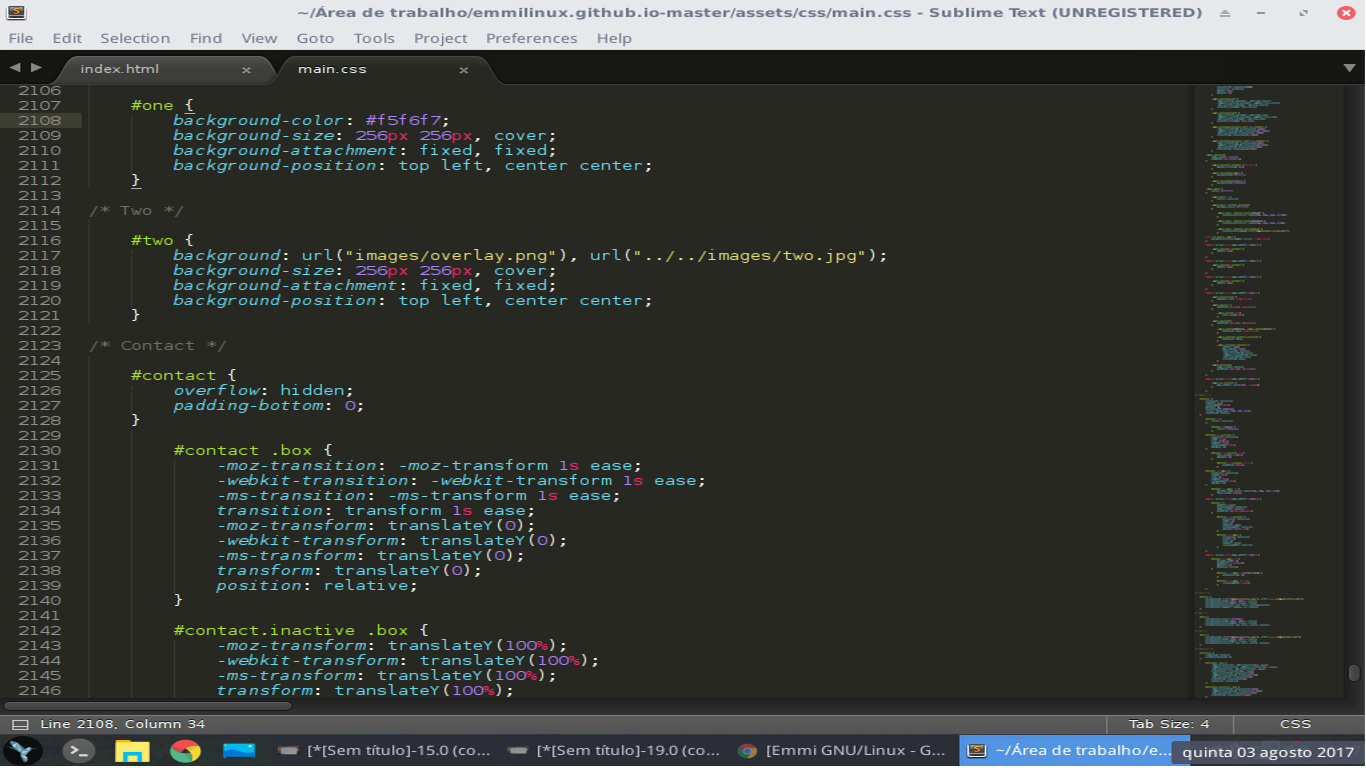 ~/Área de trabalho/emmilinux.github.io-master/assets/css/main.css - Sublime Text (UNREGISTERED)
File Edit Selection Find View Goto Tools Project Preferences Help
index.html × main.css ×
2106
2107 #one {
2108 background-color: #f5f6f7;
2109 background-size: 256px 256px, cover;
2110 background-attachment: fixed, fixed;
2111 background-position: top left, center center;
2112 }
2113
2114 /* Two */
2115
2116 #two {
2117 background: url("images/overlay.png"), url("../../images/two.jpg");
2118 background-size: 256px 256px, cover;
2119 background-attachment: fixed, fixed;
2120 background-position: top left, center center;
2121 }
2122
2123 /* Contact */
2124
2125 #contact {
2126 overflow: hidden;
2127 padding-bottom: 0;
2128 }
2129
2130 #contact .box {
2131 -moz-transition: -moz-transform 1s ease;
2132 -webkit-transition: -webkit-transform 1s ease;
2133 -ms-transition: -ms-transform 1s ease;
2134 transition: transform 1s ease;
2135 -moz-transform: translateY(0);
2136 -webkit-transform: translateY(0);
2137 -ms-transform: translateY(0);
2138 transform: translateY(0);
2139 position: relative;
2140 }
2141
2142 #contact.inactive .box {
2143 -moz-transform: translateY(100%);
2144 -webkit-transform: translateY(100%);
2145 -ms-transform: translateY(100%);
2146 transform: translateY(100%);
Line 2108, Column 34 Tab Size: 4 CSS
[*[Sem título]-15.0 (co... [*[Sem título]-19.0 (co... [Emmi GNU/Linux - G... ~/Área de trabalho/e... quinta 03 agosto 2017